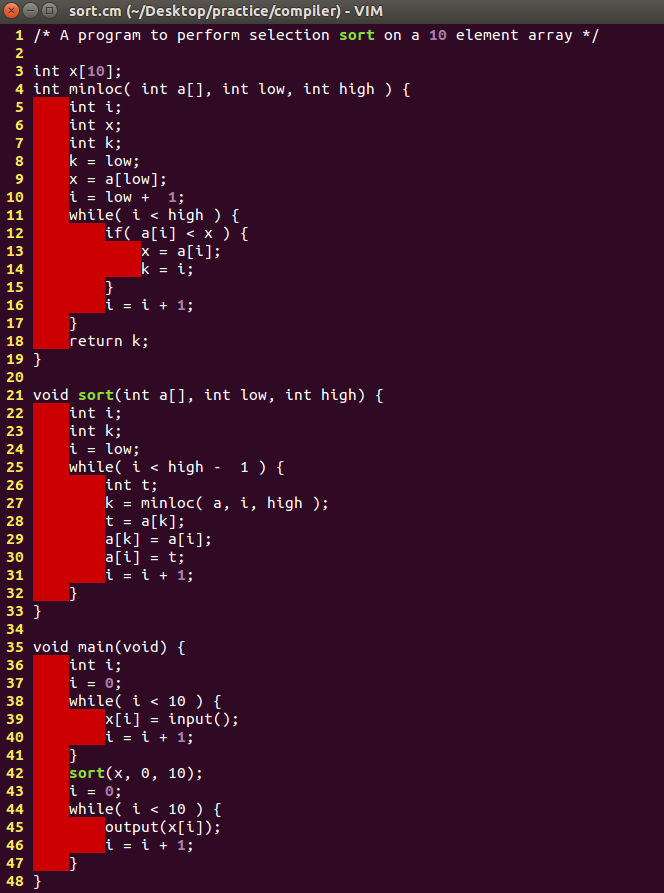 sort.cm (~/Desktop/practice/compiler) - VIM
1 /* A program to perform selection sort on a 10 element array */
2
3 int x[10];
4 int minloc( int a[], int low, int high ) {
5     int i;
6     int x;
7     int k;
8     k = low;
9     x = a[low];
10     i = low +  1;
11     while( i < high ) {
12         if( a[i] < x ) {
13             x = a[i];
14             k = i;
15         }
16         i = i + 1;
17     }
18     return k;
19 }
20
21 void sort(int a[], int low, int high) {
22     int i;
23     int k;
24     i = low;
25     while( i < high -  1 ) {
26         int t;
27         k = minloc( a, i, high );
28         t = a[k];
29         a[k] = a[i];
30         a[i] = t;
31         i = i + 1;
32     }
33 }
34
35 void main(void) {
36     int i;
37     i = 0;
38     while( i < 10 ) {
39         x[i] = input();
40         i = i + 1;
41     }
42     sort(x, 0, 10);
43     i = 0;
44     while( i < 10 ) {
45         output(x[i]);
46         i = i + 1;
47     }
48 }